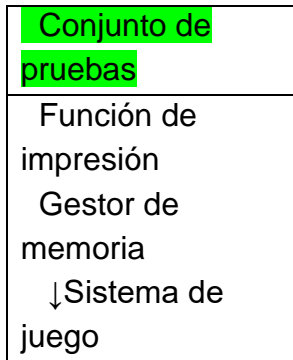 Conjunto de
pruebas
Función de
impresión
Gestor de
memoria
↓Sistema de
juego